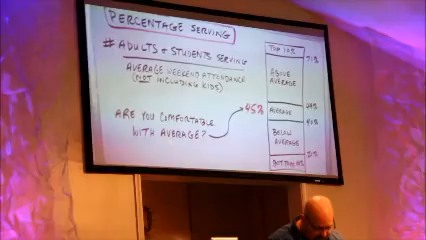 PERCENTAGE SERVING
# ADULTS + STUDENTS SERVING
AVERAGE WEEKEND ATTENDANCE
(NOT INCLUDING KIDS)
ARE YOU COMFORTABLE
WITH AVERAGE?
45%
TOP 10%
71%
ABOVE
AVERAGE
AVERAGE
BELOW
AVERAGE
BOTTOM 10%